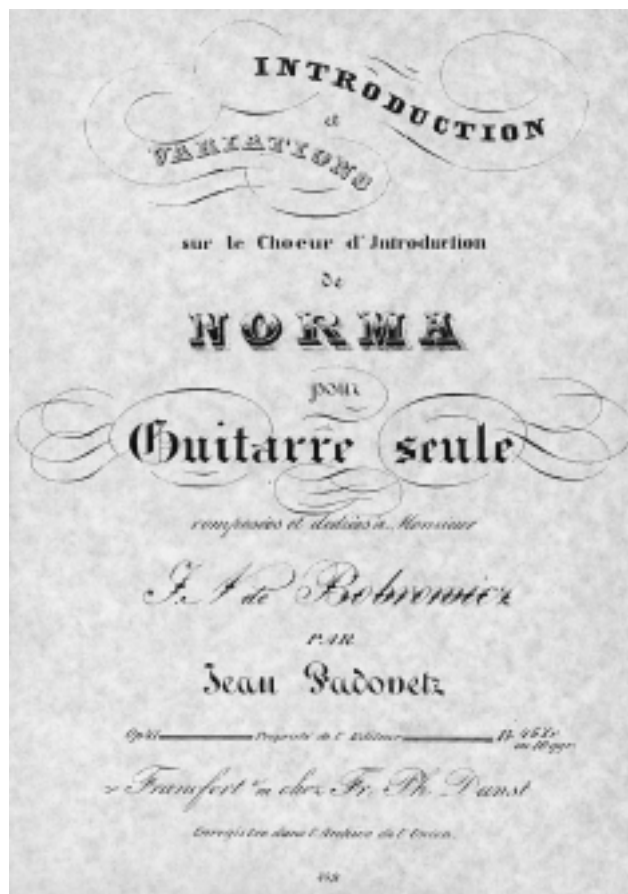 INTRODUCTION
et
VARIATIONS
sur le Choeur d'Introduction
de
NORMA
pour
Guitarre seule
composées et dediées à Monsieur
J. N de Bobrowicz
PAR
Jean Padovetz
Propriété de l'Editeur
Francfort s/m chez Fr. Ph. Dunst
Enregistré dans l'Archive de l'Union.